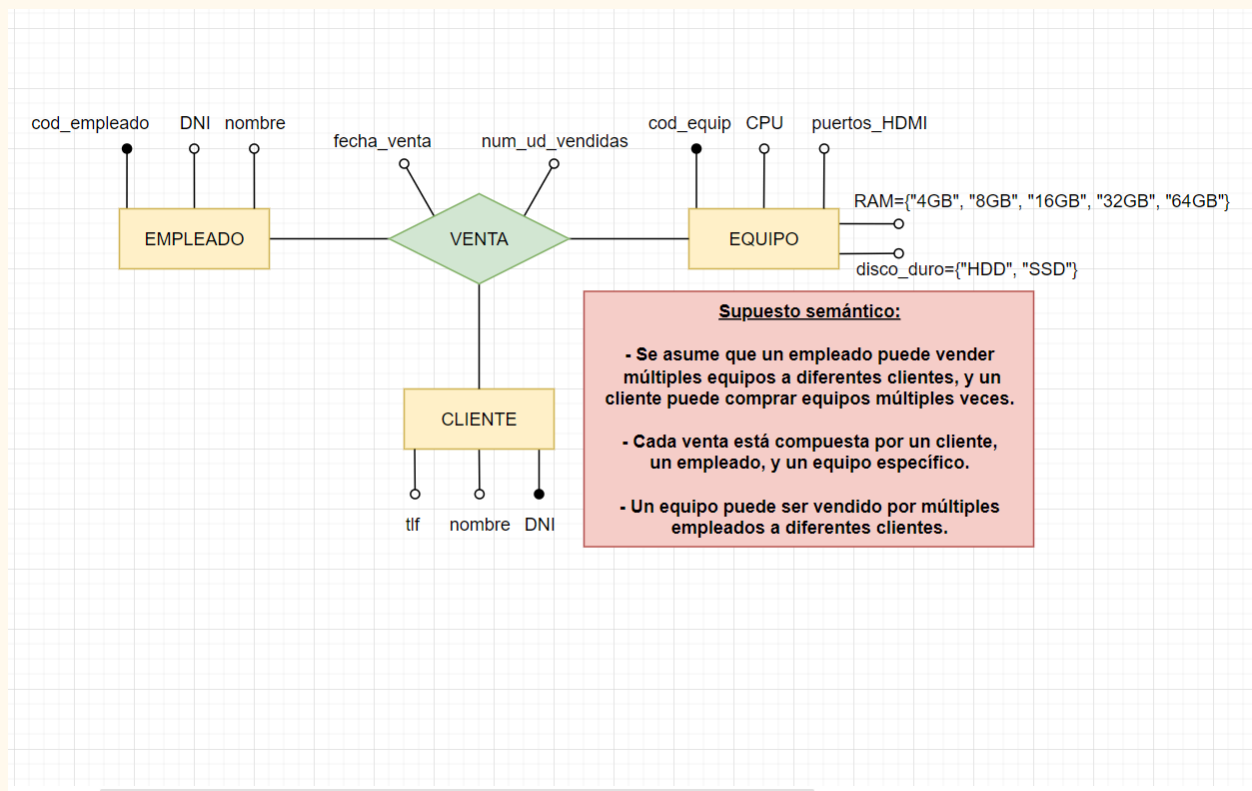 cod_empleado DNI nombre
fecha_venta num_ud_vendidas
cod_equip CPU puertos_HDMI
RAM={"4GB", "8GB", "16GB", "32GB", "64GB"}
EMPLEADO VENTA EQUIPO
disco_duro={"HDD", "SSD"}
CLIENTE
tlf nombre DNI
Supuesto semántico:
- Se asume que un empleado puede vender
múltiples equipos a diferentes clientes, y un
cliente puede comprar equipos múltiples veces.
- Cada venta está compuesta por un cliente,
un empleado, y un equipo específico.
- Un equipo puede ser vendido por múltiples
empleados a diferentes clientes.